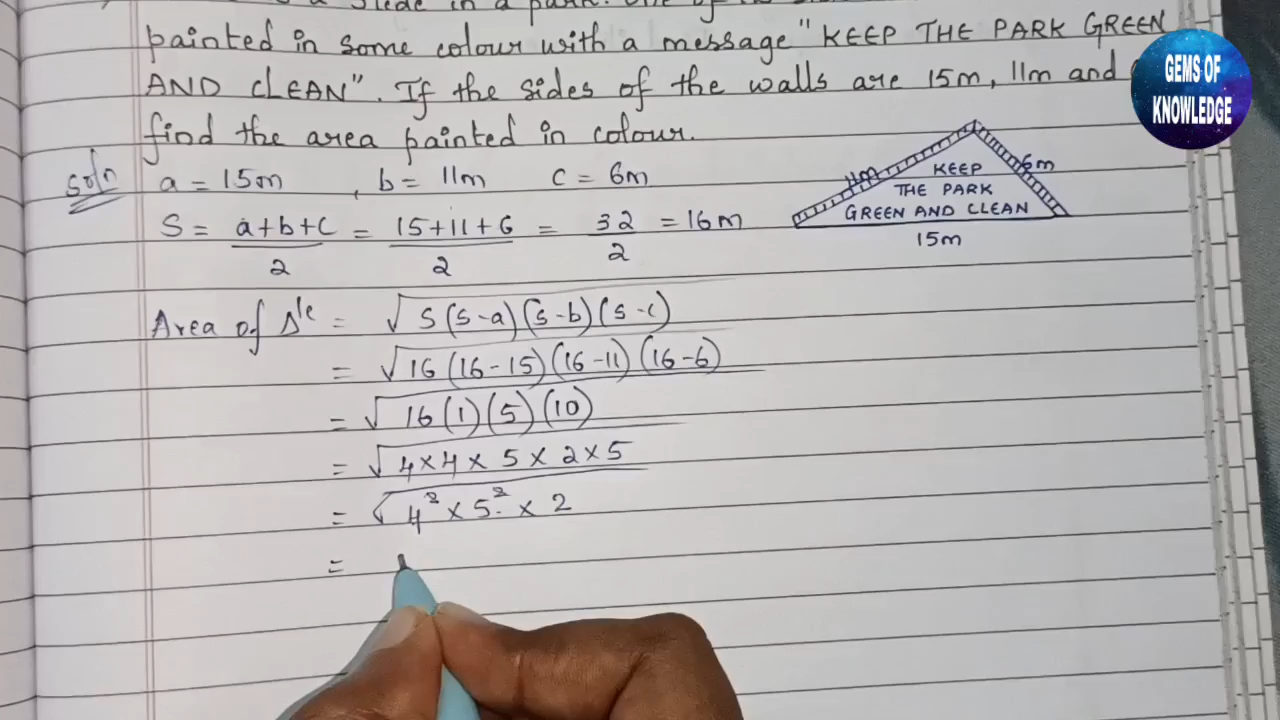 in a park.
painted in some colour with a message "KEEP THE PARK GREEN
AND CLEAN". If the sides of the walls are 15m, 11m and
find the area painted in colour.
GEMS OF
KNOWLEDGE
Soln
a = 15m , b = 11m c = 6m
S = a+b+c/2 = 15+11+6/2 = 32/2 = 16m
11m
6m
KEEP
THE PARK
GREEN AND CLEAN
15m
Area of Δle = √S(S-a)(S-b)(S-c)
= √16(16-15)(16-11)(16-6)
= √16(1)(5)(10)
= √4×4×5×2×5
= √4²×5²×2
=